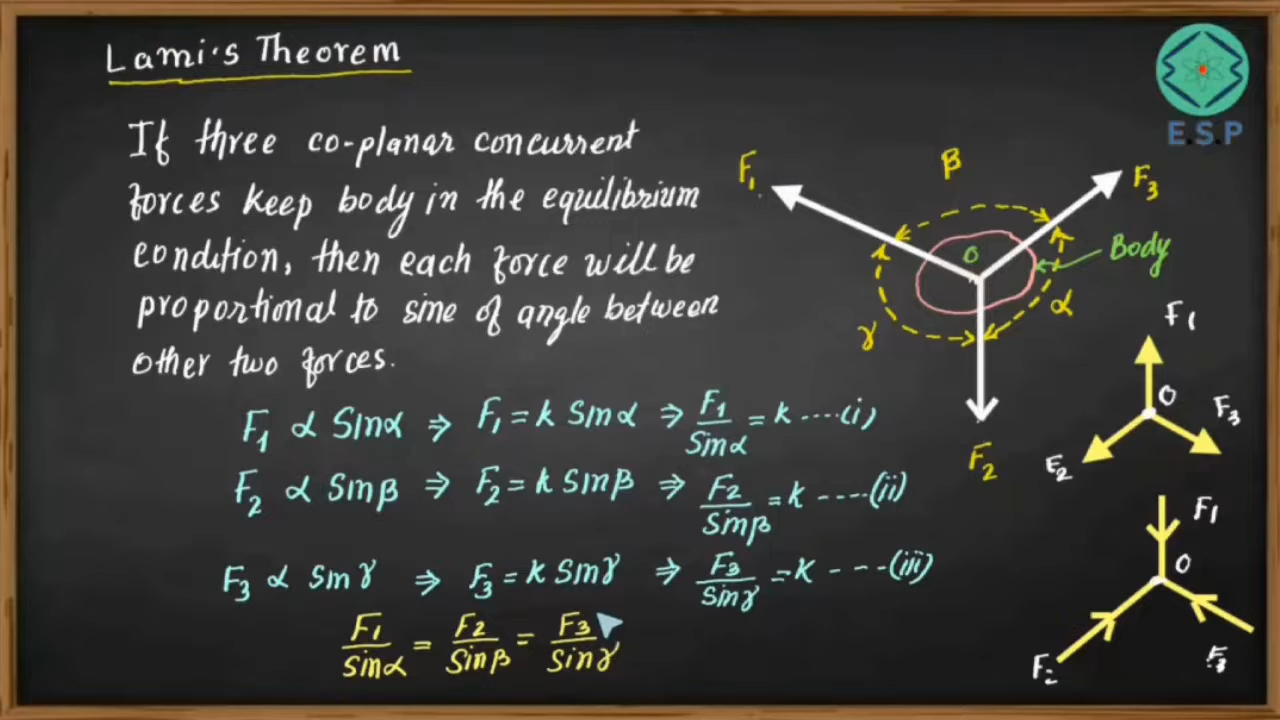 Lami's Theorem
E.S.P
If three co-planar concurrent
forces keep body in the equilibrium
condition, then each force will be
proportional to sine of angle between
other two forces.
F₁ β F₃
O Body
γ α
F₂
F₁ ∝ Sinα ⇒ F₁ = k Sinα ⇒ F₁/Sinα = k ----(i)
F₂ ∝ Sinβ ⇒ F₂ = k Sinβ ⇒ F₂/Sinβ = k ----(ii)
F₃ ∝ Sinγ ⇒ F₃ = k Sinγ ⇒ F₃/Sinγ = k ----(iii)
F₁/Sinα = F₂/Sinβ = F₃/Sinγ
F₁
O F₃
F₂
F₁
O
F₂ F₃